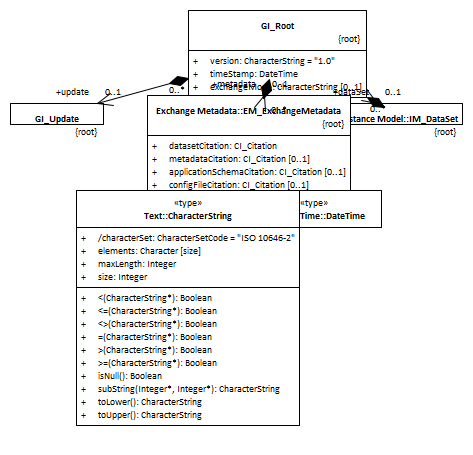 GI_Root
{root}
+ version: CharacterString = "1.0"
+ timeStamp: DateTime
+ exchangeMode: CharacterString [0..1]
+metadata
+update 0..1
0..*
+dataSet 0..1
0..*
GI_Update
{root}
Exchange Metadata::EM_ExchangeMetadata
{root}
stance Model::IM_DataSet
{root}
+ datasetCitation: CI_Citation
+ metadataCitation: CI_Citation [0..1]
+ applicationSchemaCitation: CI_Citation [0..1]
+ configFileCitation: CI_Citation [0..1]
«type»
Text::CharacterString
«type»
Time::DateTime
+ /characterSet: CharacterSetCode = "ISO 10646-2"
+ elements: Character [size]
+ maxLength: Integer
+ size: Integer
+ <(CharacterString*): Boolean
+ <=(CharacterString*): Boolean
+ <>(CharacterString*): Boolean
+ =(CharacterString*): Boolean
+ >(CharacterString*): Boolean
+ >=(CharacterString*): Boolean
+ isNull(): Boolean
+ subString(Integer*, Integer*): CharacterString
+ toLower(): CharacterString
+ toUpper(): CharacterString